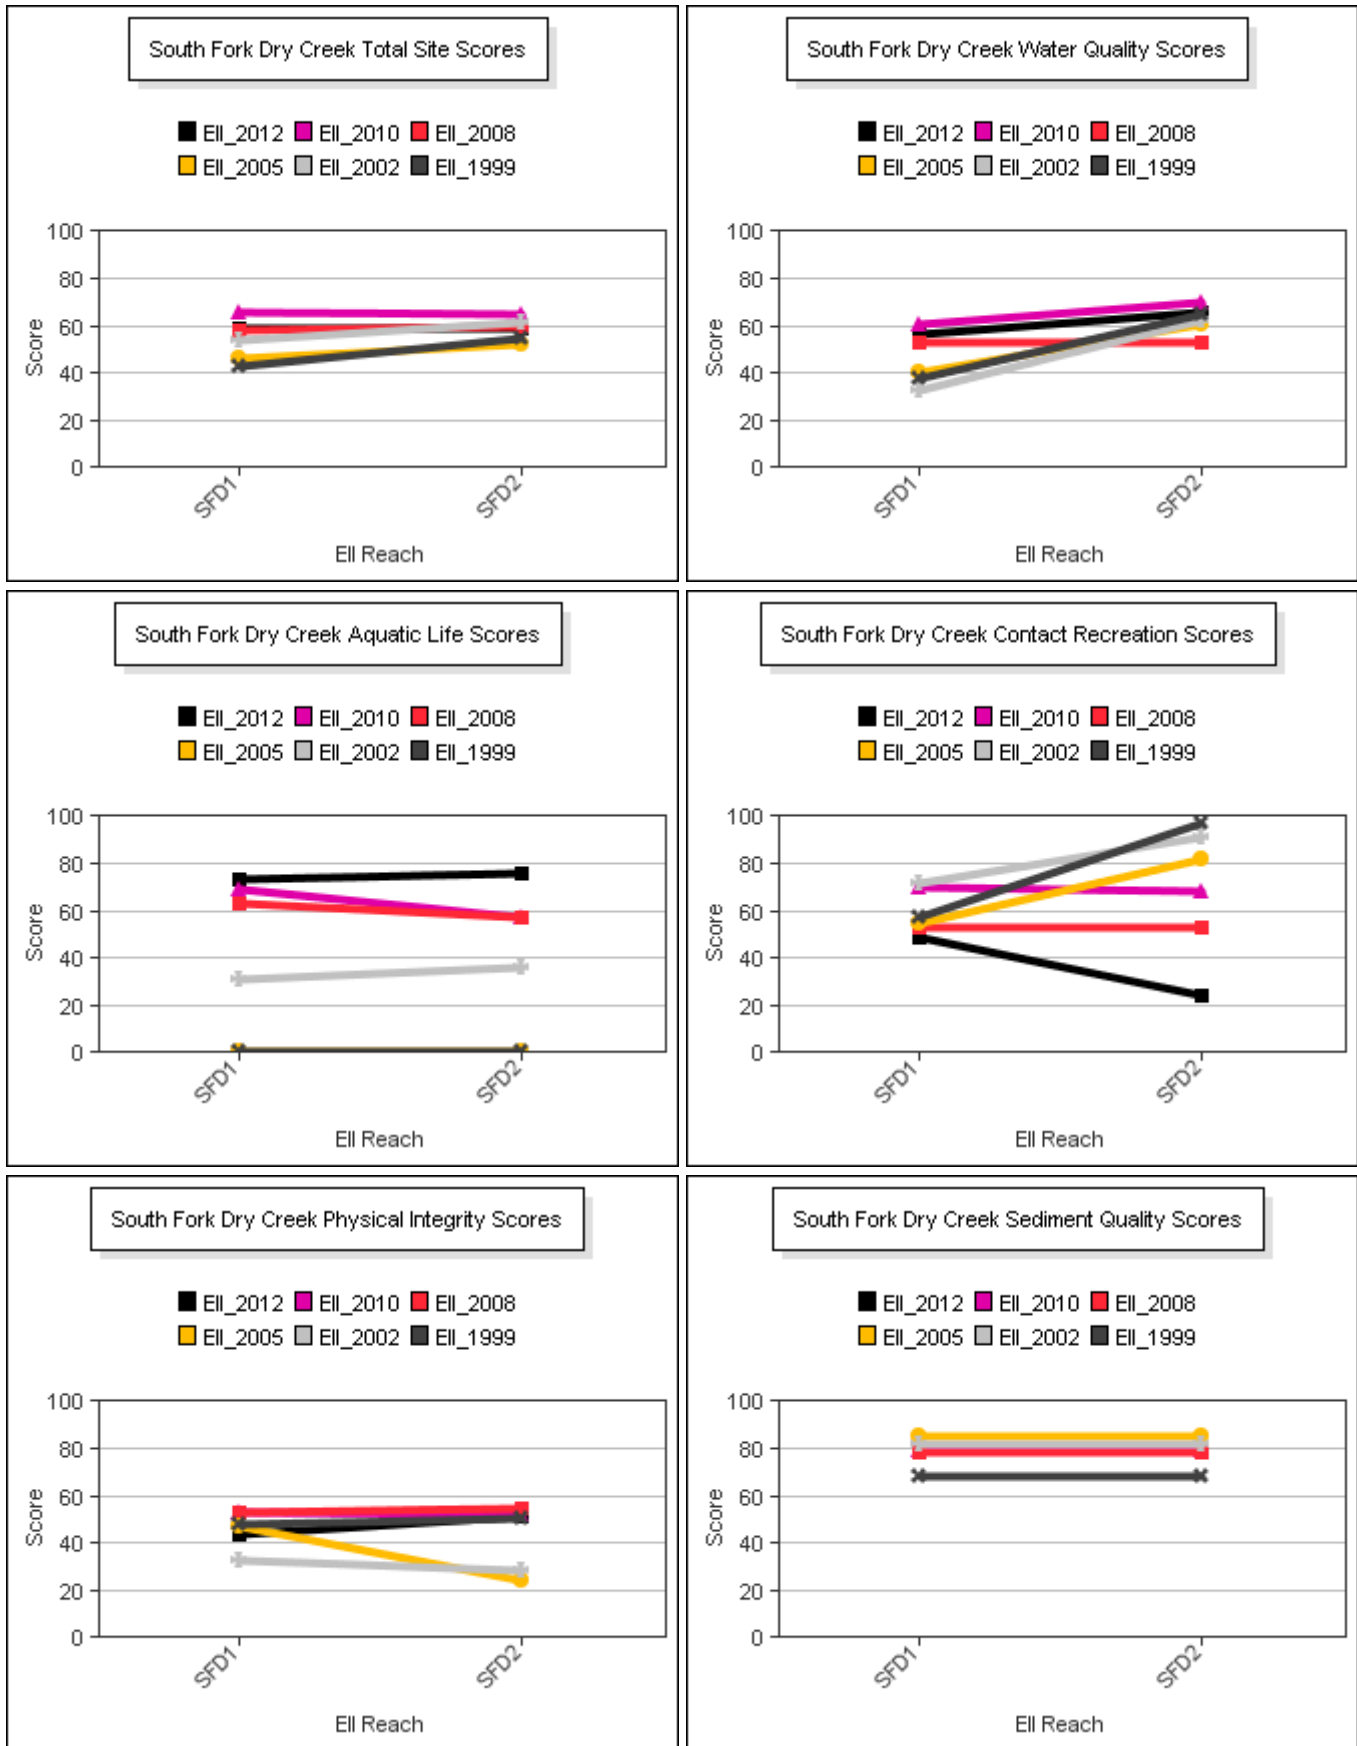 South Fork Dry Creek Total Site Scores
EII_2012 EII_2010 EII_2008
EII_2005 EII_2002 EII_1999
100
80
60
40
20
0
Score
SFD1
SFD2
EII Reach
South Fork Dry Creek Water Quality Scores
EII_2012 EII_2010 EII_2008
EII_2005 EII_2002 EII_1999
100
80
60
40
20
0
Score
SFD1
SFD2
EII Reach
South Fork Dry Creek Aquatic Life Scores
EII_2012 EII_2010 EII_2008
EII_2005 EII_2002 EII_1999
100
80
60
40
20
0
Score
SFD1
SFD2
EII Reach
South Fork Dry Creek Contact Recreation Scores
EII_2012 EII_2010 EII_2008
EII_2005 EII_2002 EII_1999
100
80
60
40
20
0
Score
SFD1
SFD2
EII Reach
South Fork Dry Creek Physical Integrity Scores
EII_2012 EII_2010 EII_2008
EII_2005 EII_2002 EII_1999
100
80
60
40
20
0
Score
SFD1
SFD2
EII Reach
South Fork Dry Creek Sediment Quality Scores
EII_2012 EII_2010 EII_2008
EII_2005 EII_2002 EII_1999
100
80
60
40
20
0
Score
SFD1
SFD2
EII Reach